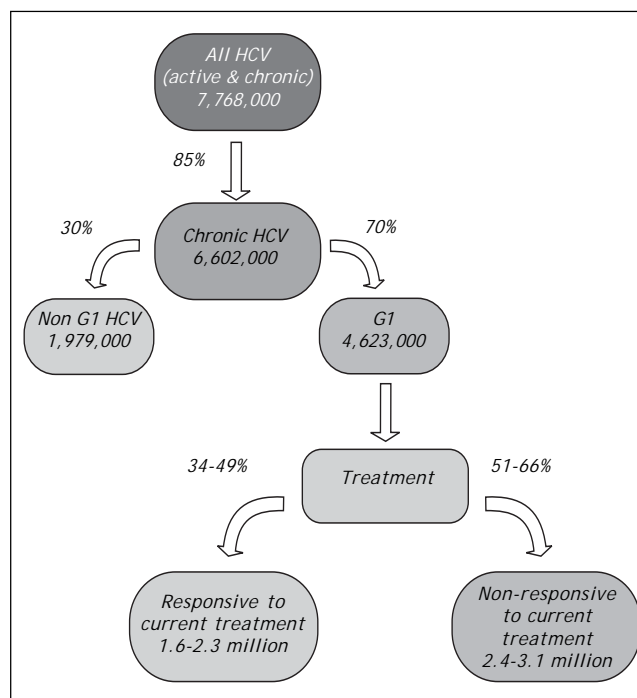 All HCV
(active & chronic)
7,768,000
85%
30%
Chronic HCV
6,602,000
70%
Non G1 HCV
1,979,000
G1
4,623,000
34-49%
Treatment
51-66%
Responsive to
current treatment
1.6-2.3 million
Non-responsive
to current
treatment
2.4-3.1 million